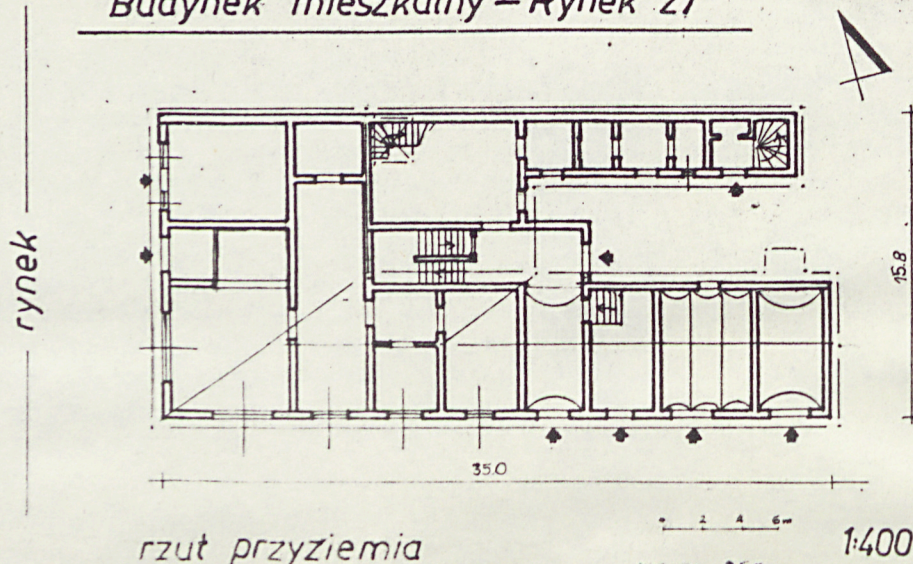 Budynek mieszkalny – Rynek 27
rynek
15.8
35.0
0 2 4 6m
rzut przyziemia
1:400